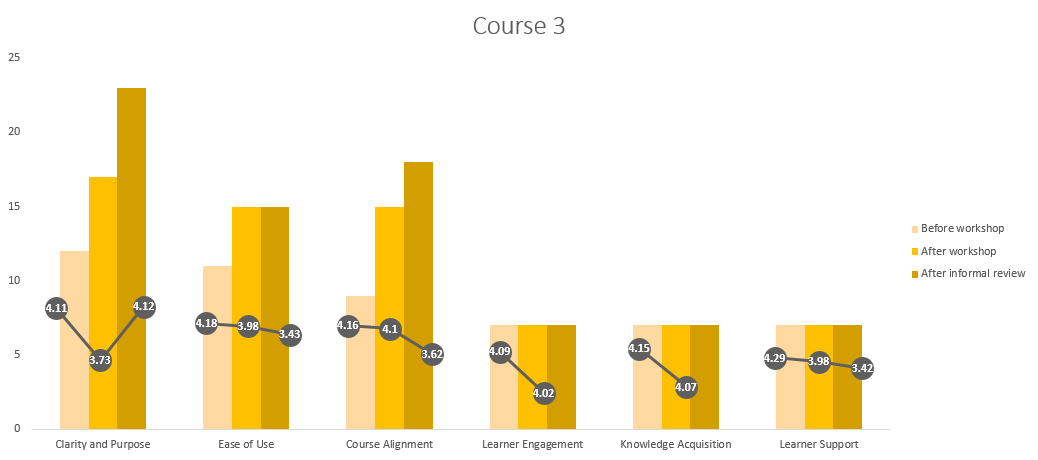 Course 3
25
20
15
10
5
0
4.11
3.73
4.12
4.18
3.98
3.43
4.16
4.1
3.62
4.09
4.02
4.15
4.07
4.29
3.98
3.42
Clarity and Purpose
Ease of Use
Course Alignment
Learner Engagement
Knowledge Acquisition
Learner Support
Before workshop
After workshop
After informal review